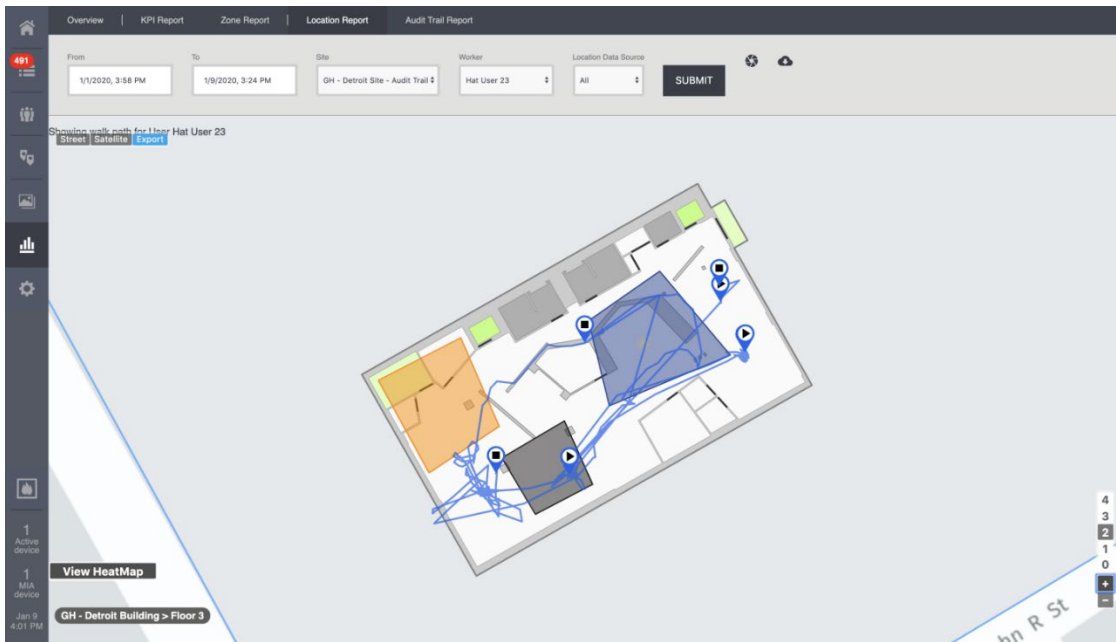 Overview | KPI Report Zone Report | Location Report Audit Trail Report
491
From To Site Worker Location Data Source
1/1/2020, 3:58 PM 1/9/2020, 3:24 PM GH - Detroit Site - Audit Trail Hat User 23 All SUBMIT
Showing walk path for User Hat User 23
Street Satellite Export
4
3
2
1
0
+
-
1
Active
device
1
MIA
device
Jan 9
4:01 PM
View HeatMap
GH - Detroit Building > Floor 3
hn R St